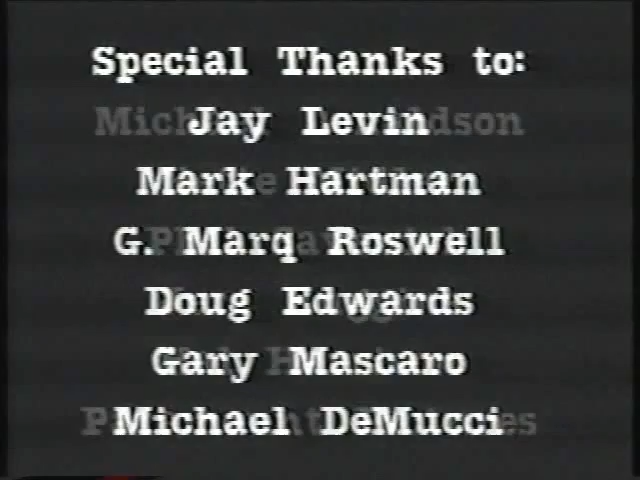 Special Thanks to:
Jay Levin
Mark Hartman
G. Marq Roswell
Doug Edwards
Gary Mascaro
Michael DeMucci